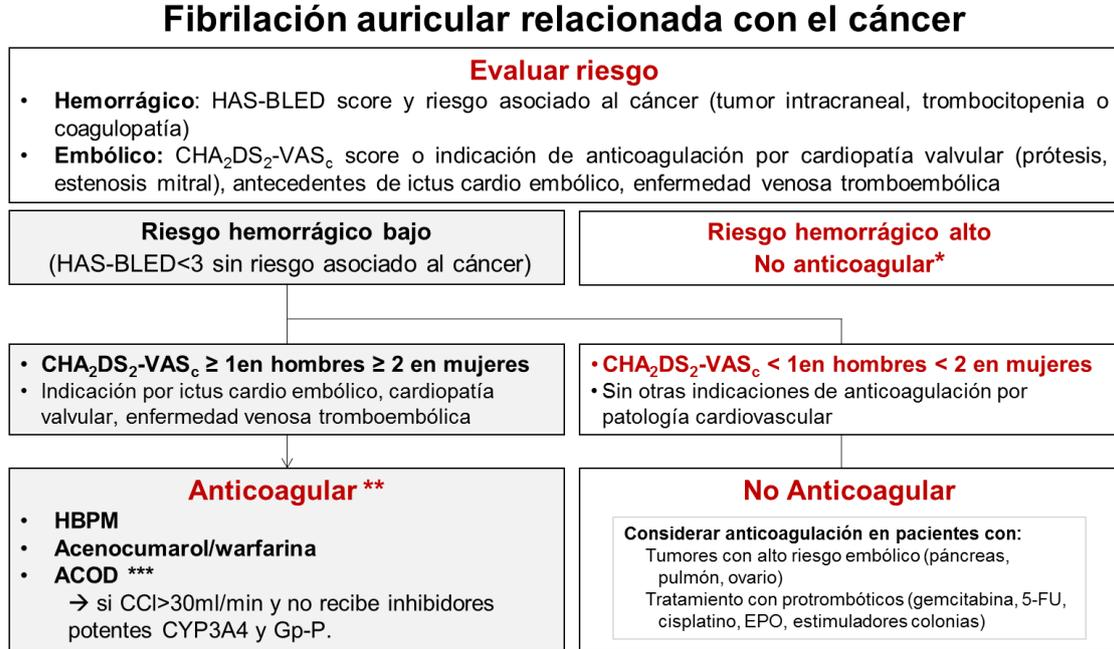 Fibrilación auricular relacionada con el cáncer
Evaluar riesgo
• Hemorrágico: HAS-BLED score y riesgo asociado al cáncer (tumor intracraneal, trombocitopenia o
coagulopatía)
• Embólico: CHA₂DS₂-VASc score o indicación de anticoagulación por cardiopatía valvular (prótesis,
estenosis mitral), antecedentes de ictus cardio embólico, enfermedad venosa tromboembólica
Riesgo hemorrágico bajo
(HAS-BLED<3 sin riesgo asociado al cáncer)
Riesgo hemorrágico alto
No anticoagular*
• CHA₂DS₂-VASc ≥ 1en hombres ≥ 2 en mujeres
• Indicación por ictus cardio embólico, cardiopatía
valvular, enfermedad venosa tromboembólica
• CHA₂DS₂-VASc < 1en hombres < 2 en mujeres
• Sin otras indicaciones de anticoagulación por
patología cardiovascular
Anticoagular **
• HBPM
• Acenocumarol/warfarina
• ACOD ***
→ si CCl>30ml/min y no recibe inhibidores
potentes CYP3A4 y Gp-P.
No Anticoagular
Considerar anticoagulación en pacientes con:
Tumores con alto riesgo embólico (páncreas,
pulmón, ovario)
Tratamiento con protrombóticos (gemcitabina, 5-FU,
cisplatino, EPO, estimuladores colonias)